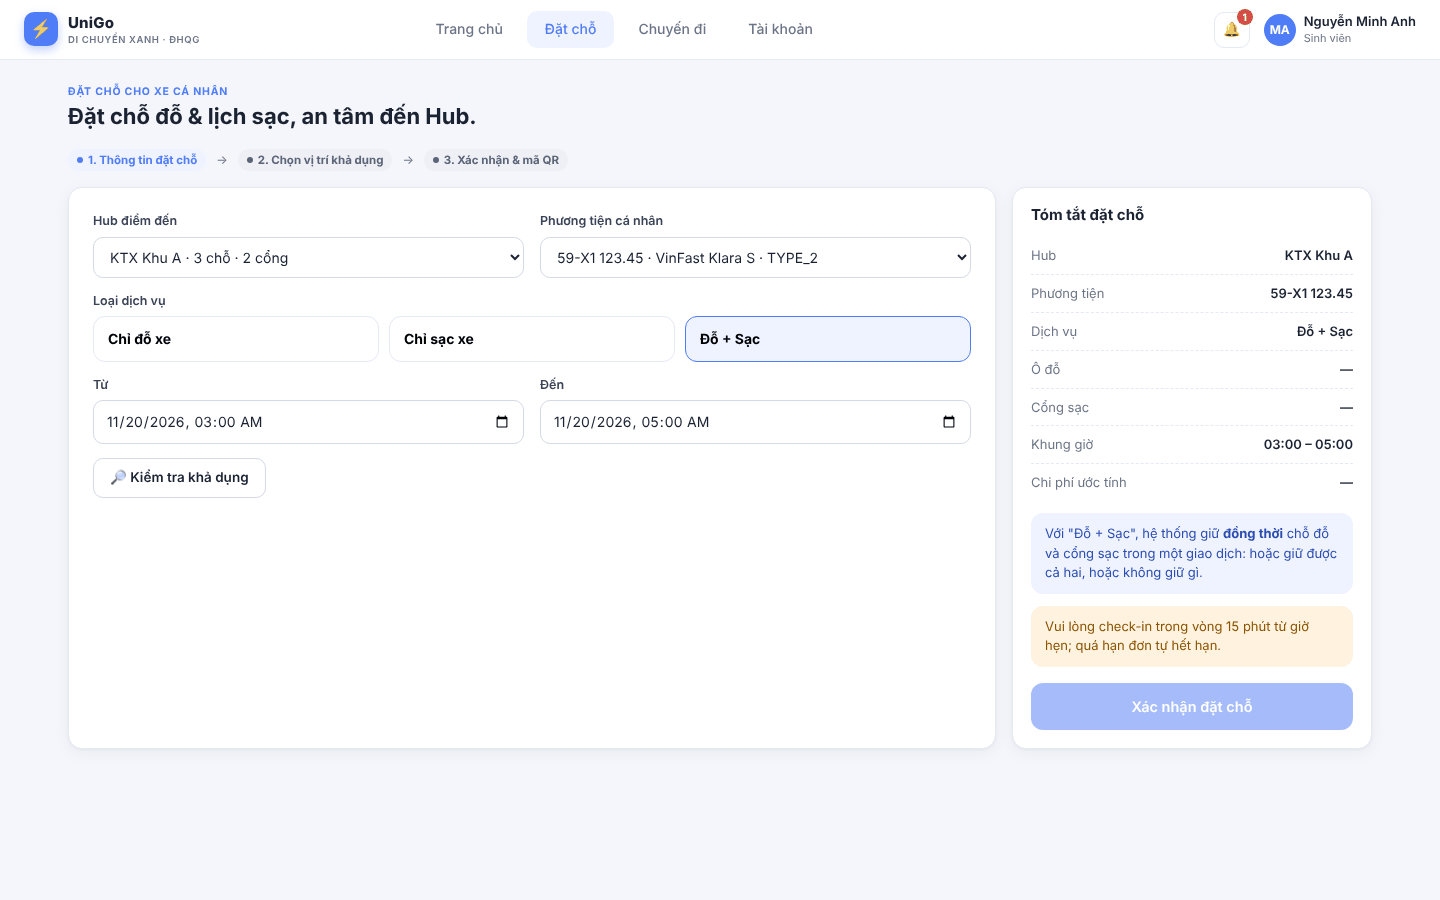 UniGo
DI CHUYỂN XANH · ĐHQG
Trang chủ
Đặt chỗ
Chuyến đi
Tài khoản
1
MA
Nguyễn Minh Anh
Sinh viên
ĐẶT CHỖ CHO XE CÁ NHÂN
Đặt chỗ đỗ & lịch sạc, an tâm đến Hub.
1. Thông tin đặt chỗ → 2. Chọn vị trí khả dụng → 3. Xác nhận & mã QR
Hub điểm đến
KTX Khu A · 3 chỗ · 2 cổng
Phương tiện cá nhân
59-X1 123.45 · VinFast Klara S · TYPE_2
Loại dịch vụ
Chỉ đỗ xe
Chỉ sạc xe
Đỗ + Sạc
Từ
11/20/2026, 03:00 AM
Đến
11/20/2026, 05:00 AM
🔎 Kiểm tra khả dụng
Tóm tắt đặt chỗ
Hub KTX Khu A
Phương tiện 59-X1 123.45
Dịch vụ Đỗ + Sạc
Ô đỗ —
Cổng sạc —
Khung giờ 03:00 – 05:00
Chi phí ước tính —
Với "Đỗ + Sạc", hệ thống giữ đồng thời chỗ đỗ
và cổng sạc trong một giao dịch: hoặc giữ được
cả hai, hoặc không giữ gì.
Vui lòng check-in trong vòng 15 phút từ giờ
hẹn; quá hạn đơn tự hết hạn.
Xác nhận đặt chỗ